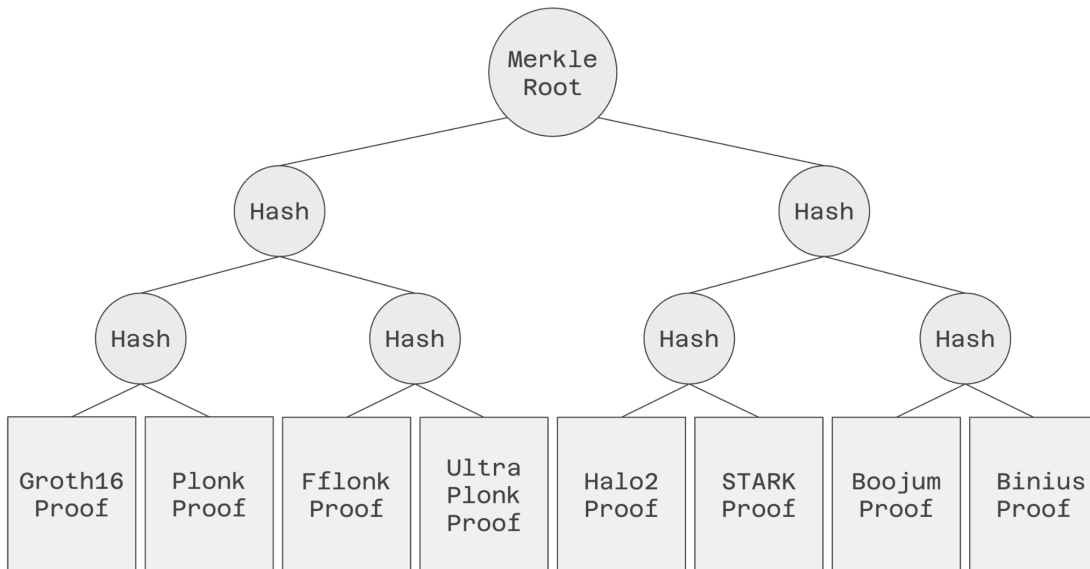 Merkle
Root
Hash
Hash
Hash
Hash
Hash
Hash
Groth16
Proof
Plonk
Proof
Fflonk
Proof
Ultra
Plonk
Proof
Halo2
Proof
STARK
Proof
Boojum
Proof
Binius
Proof